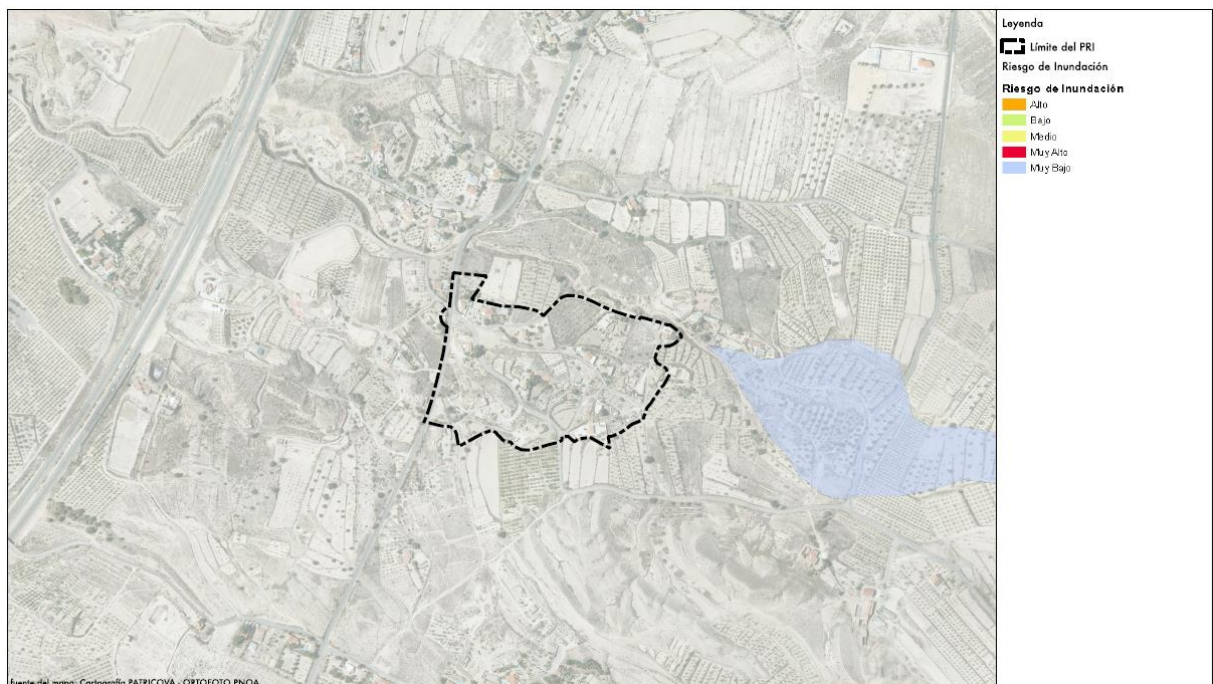 Leyenda
Límite del PRI
Riesgo de Inundación
Riesgo de Inundación
Alto
Bajo
Medio
Muy Alto
Muy Bajo
fuente del mapa: Cartografía PATRICOVA - ORTOFOTO PNOA